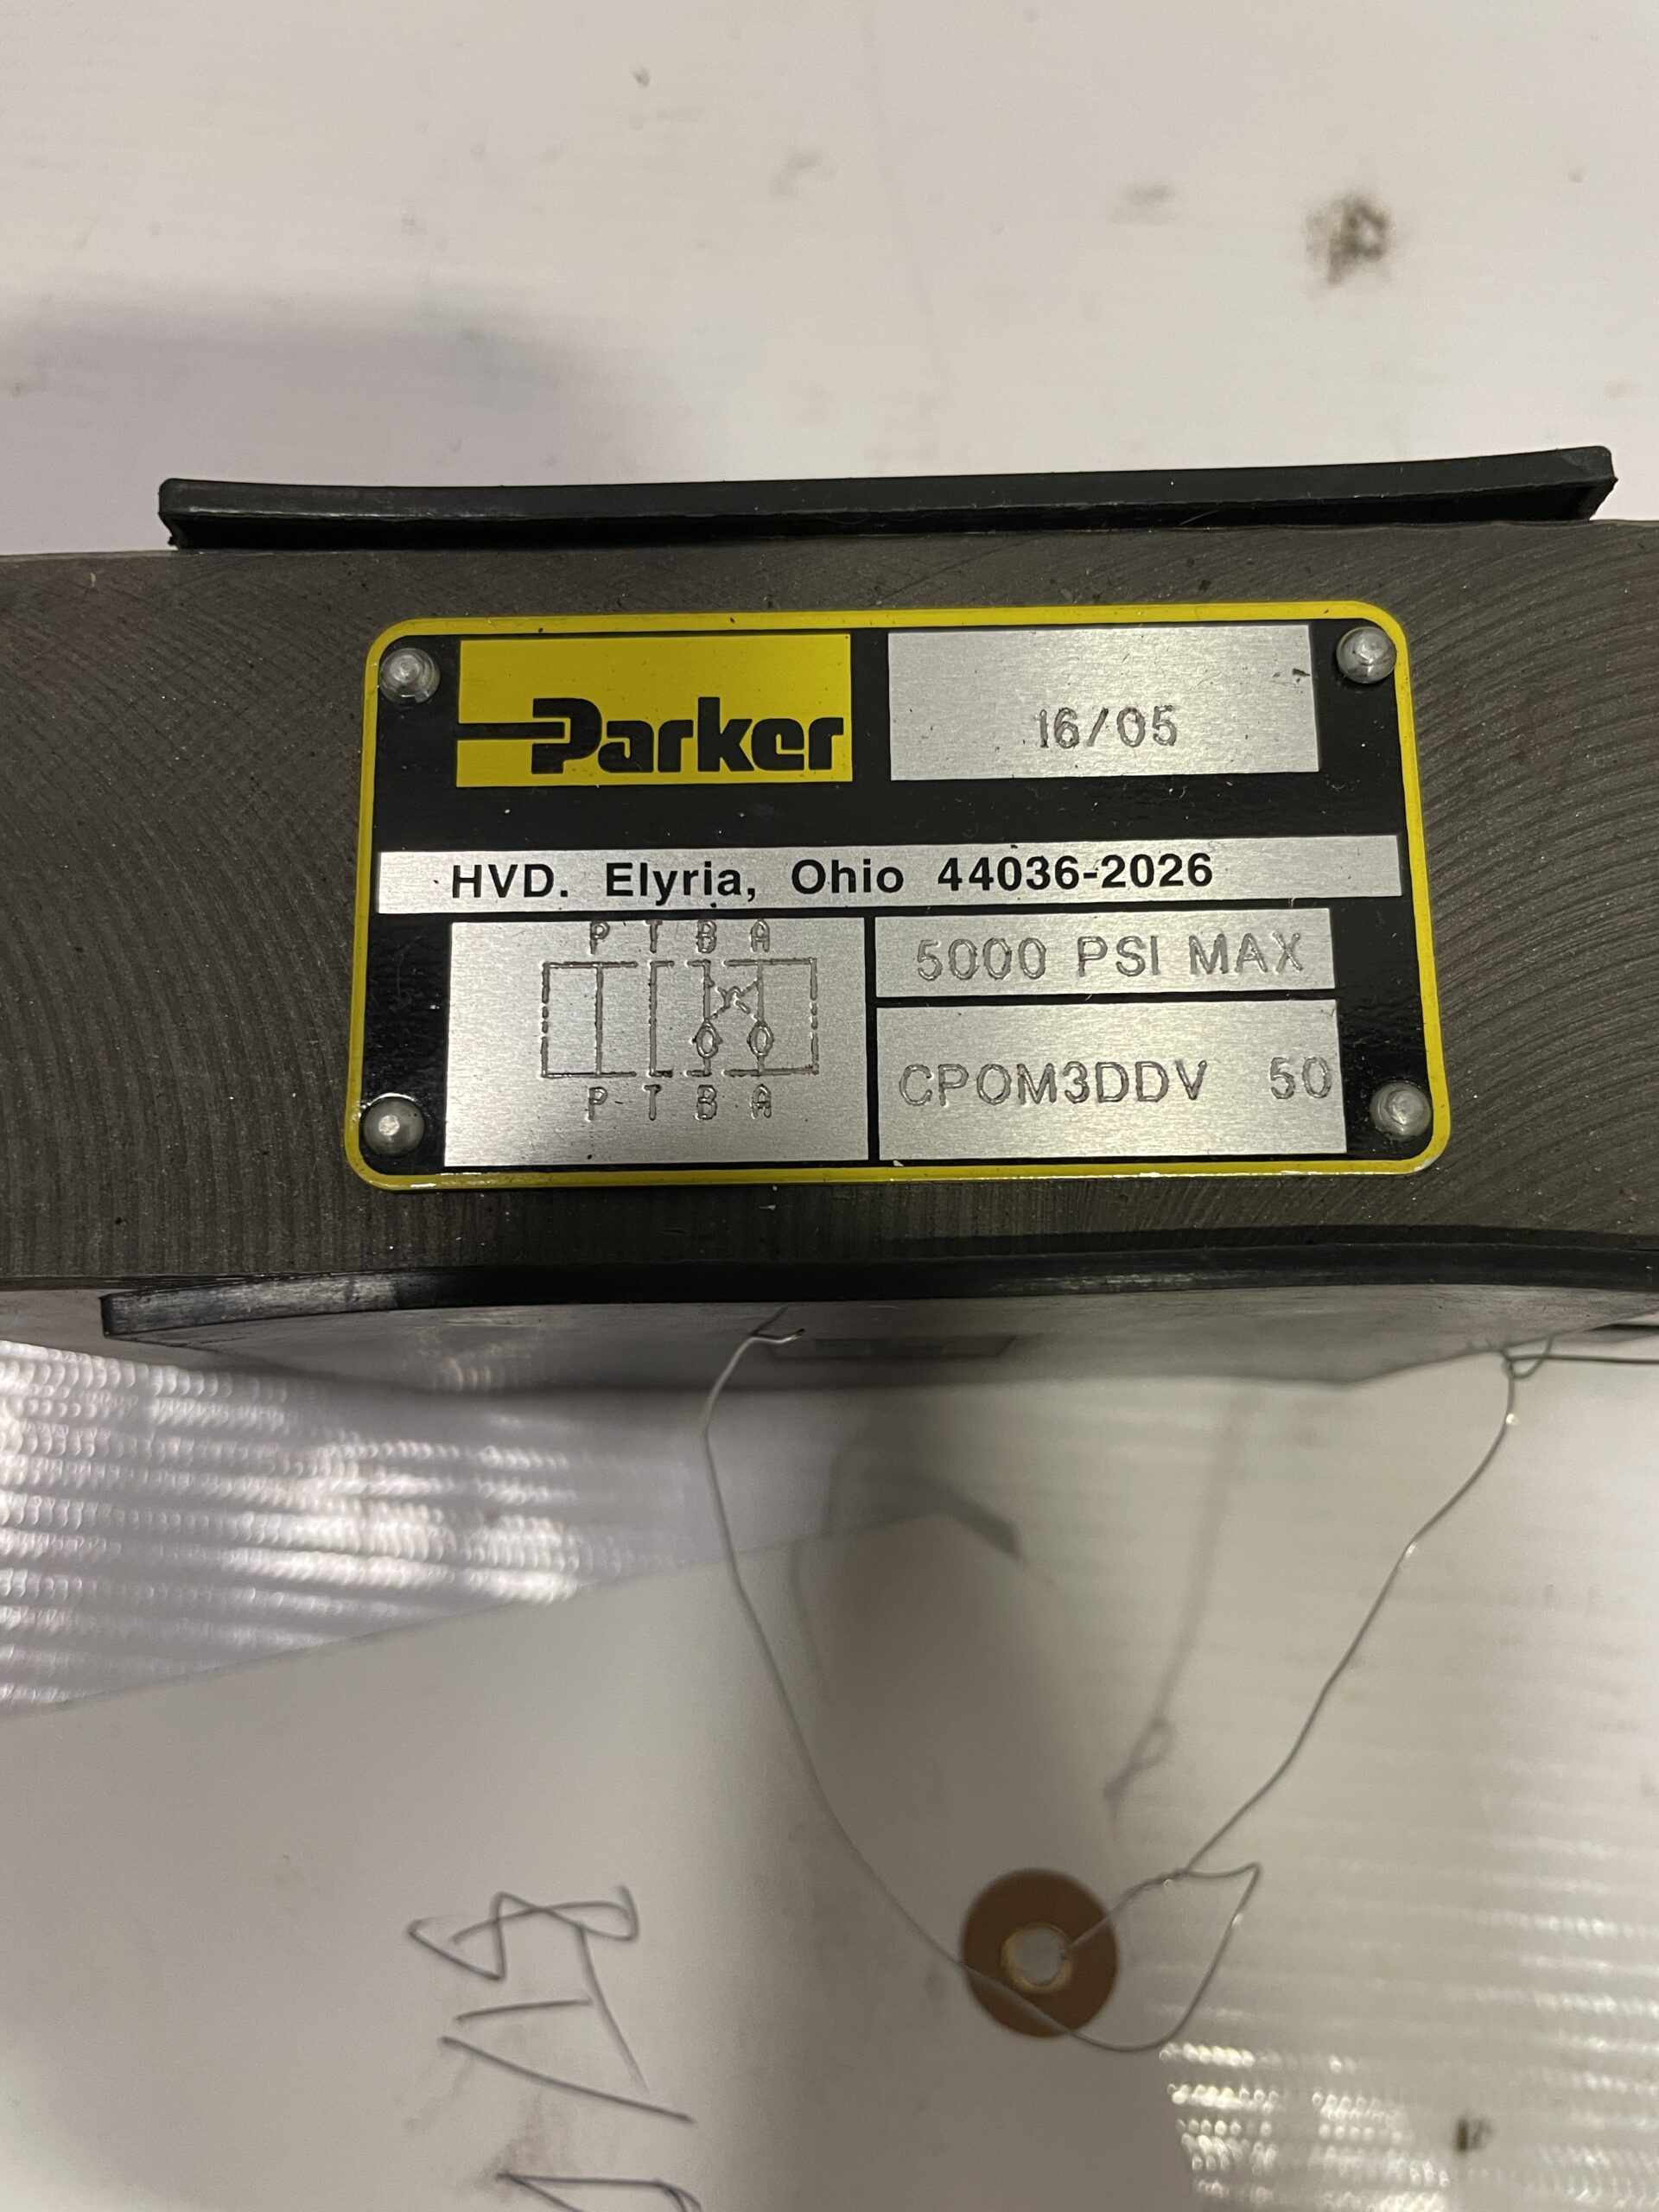 Parker
16/05
HVD. Elyria, Ohio 44036-2026
P T B A
5000 PSI MAX
P T B A
CPOM3DDV 50